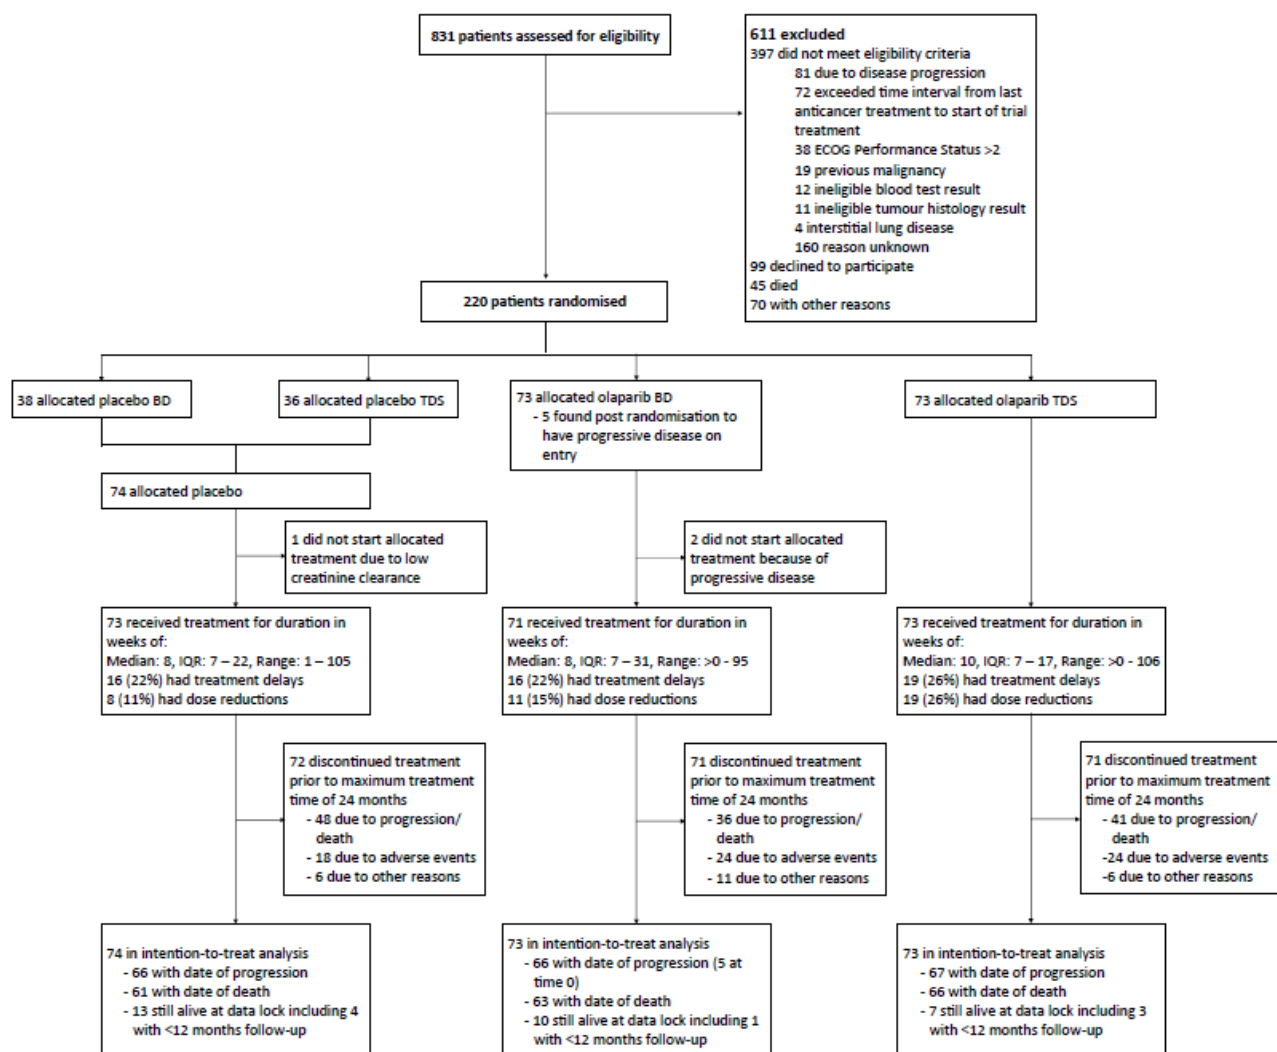 831 patients assessed for eligibility
611 excluded
397 did not meet eligibility criteria
81 due to disease progression
72 exceeded time interval from last
anticancer treatment to start of trial
treatment
38 ECOG Performance Status >2
19 previous malignancy
12 ineligible blood test result
11 ineligible tumour histology result
4 interstitial lung disease
160 reason unknown
99 declined to participate
45 died
70 with other reasons
220 patients randomised
38 allocated placebo BD
36 allocated placebo TDS
73 allocated olaparib BD
- 5 found post randomisation to
have progressive disease on
entry
73 allocated olaparib TDS
74 allocated placebo
1 did not start allocated
treatment due to low
creatinine clearance
2 did not start allocated
treatment because of
progressive disease
73 received treatment for duration in
weeks of:
Median: 8, IQR: 7 – 22, Range: 1 – 105
16 (22%) had treatment delays
8 (11%) had dose reductions
71 received treatment for duration in
weeks of:
Median: 8, IQR: 7 – 31, Range: >0 - 95
16 (22%) had treatment delays
11 (15%) had dose reductions
73 received treatment for duration in
weeks of:
Median: 10, IQR: 7 – 17, Range: >0 - 106
19 (26%) had treatment delays
19 (26%) had dose reductions
72 discontinued treatment
prior to maximum treatment
time of 24 months
- 48 due to progression/
death
- 18 due to adverse events
- 6 due to other reasons
71 discontinued treatment
prior to maximum treatment
time of 24 months
- 36 due to progression/
death
- 24 due to adverse events
- 11 due to other reasons
71 discontinued treatment
prior to maximum treatment
time of 24 months
- 41 due to progression/
death
-24 due to adverse events
-6 due to other reasons
74 in intention-to-treat analysis
- 66 with date of progression
- 61 with date of death
- 13 still alive at data lock including 4
with <12 months follow-up
73 in intention-to-treat analysis
- 66 with date of progression (5 at
time 0)
- 63 with date of death
- 10 still alive at data lock including 1
with <12 months follow-up
73 in intention-to-treat analysis
- 67 with date of progression
- 66 with date of death
- 7 still alive at data lock including 3
with <12 months follow-up